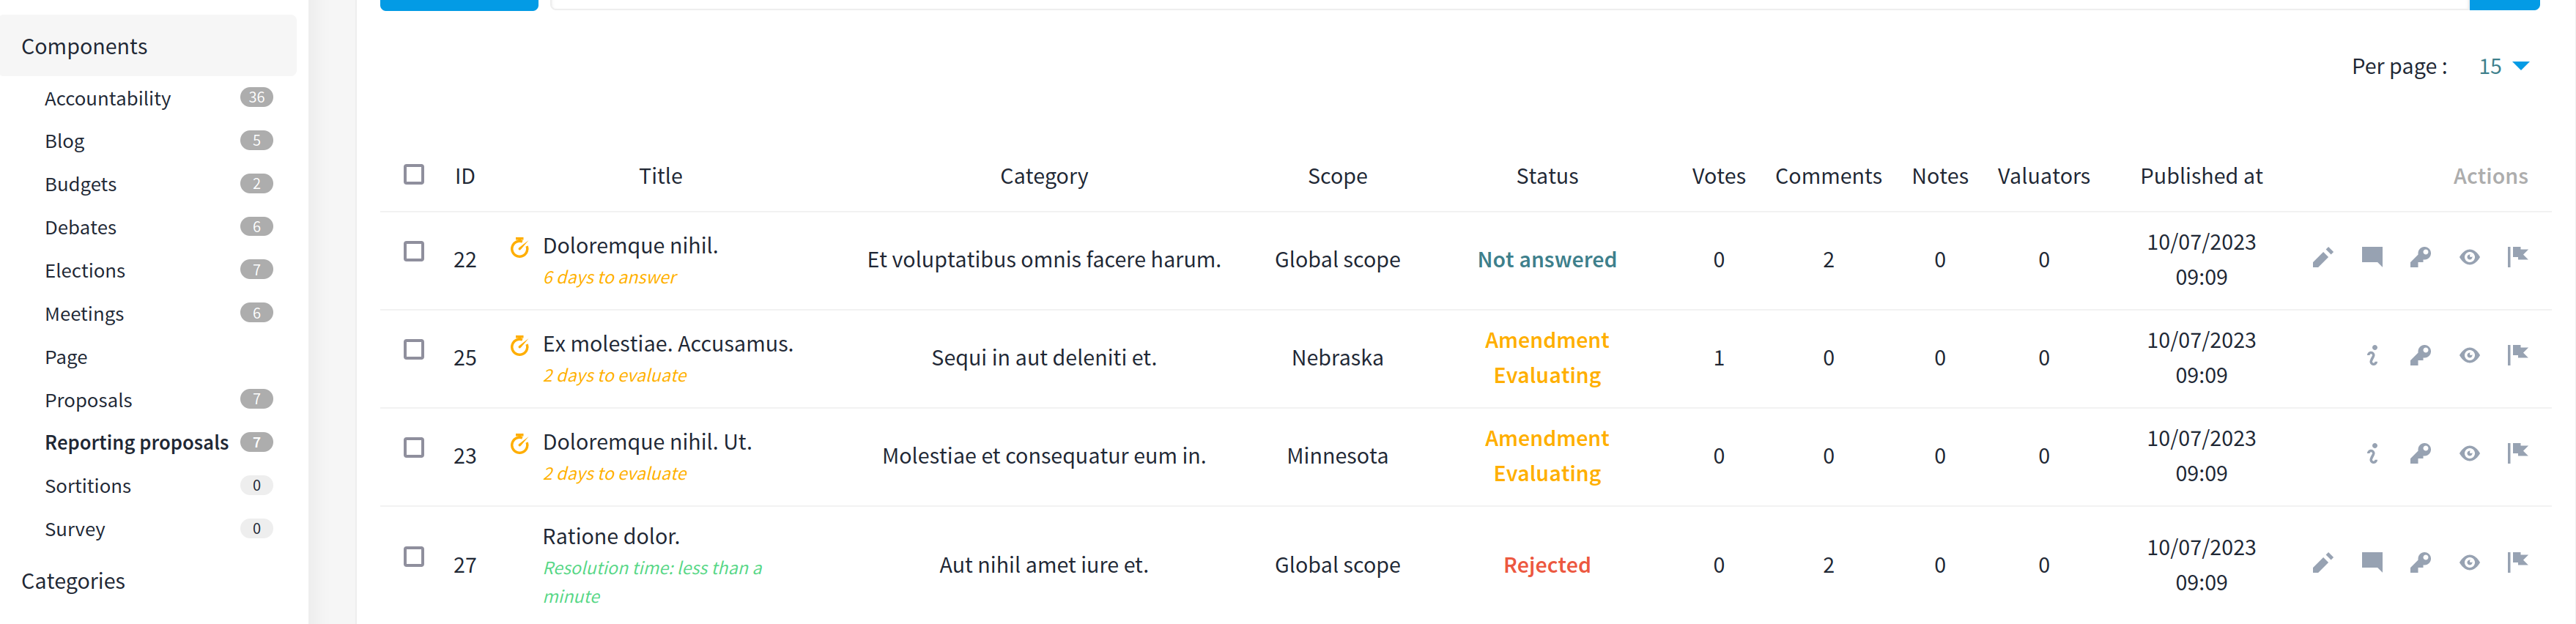 Components
Accountability 36
Blog 5
Budgets 2
Debates 6
Elections 7
Meetings 6
Page
Proposals 7
Reporting proposals 7
Sortitions 0
Survey 0
Categories
Per page : 15
ID Title Category Scope Status Votes Comments Notes Valuators Published at Actions
22 Doloremque nihil. Et voluptatibus omnis facere harum. Global scope Not answered 0 2 0 0 10/07/2023
6 days to answer 09:09
25 Ex molestiae. Accusamus. Sequi in aut deleniti et. Nebraska Amendment 1 0 0 0 10/07/2023
2 days to evaluate Evaluating 09:09
23 Doloremque nihil. Ut. Molestiae et consequatur eum in. Minnesota Amendment 0 0 0 0 10/07/2023
2 days to evaluate Evaluating 09:09
27 Ratione dolor. Aut nihil amet iure et. Global scope Rejected 0 2 0 0 10/07/2023
Resolution time: less than a 09:09
minute